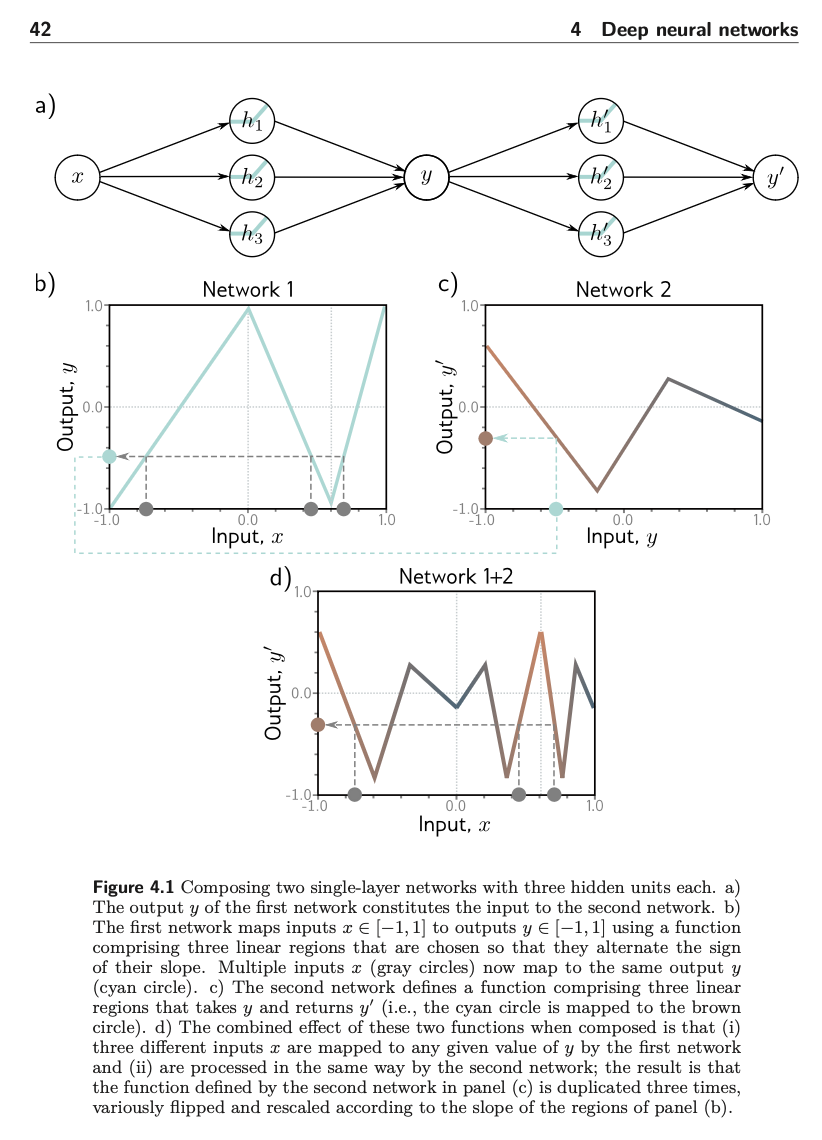 42
4 Deep neural networks
a)
h₁
h′₁
x
h₂
y
h′₂
y′
h₃
h′₃
b)
Network 1
1.0
0.0
-1.0
Output, y
-1.0
0.0
1.0
Input, x
c)
Network 2
1.0
0.0
-1.0
Output, y′
-1.0
0.0
1.0
Input, y
d)
Network 1+2
1.0
0.0
-1.0
Output, y′
-1.0
0.0
1.0
Input, x
Figure 4.1 Composing two single-layer networks with three hidden units each. a)
The output y of the first network constitutes the input to the second network. b)
The first network maps inputs x ∈ [−1, 1] to outputs y ∈ [−1, 1] using a function
comprising three linear regions that are chosen so that they alternate the sign
of their slope. Multiple inputs x (gray circles) now map to the same output y
(cyan circle). c) The second network defines a function comprising three linear
regions that takes y and returns y′ (i.e., the cyan circle is mapped to the brown
circle). d) The combined effect of these two functions when composed is that (i)
three different inputs x are mapped to any given value of y by the first network
and (ii) are processed in the same way by the second network; the result is that
the function defined by the second network in panel (c) is duplicated three times,
variously flipped and rescaled according to the slope of the regions of panel (b).